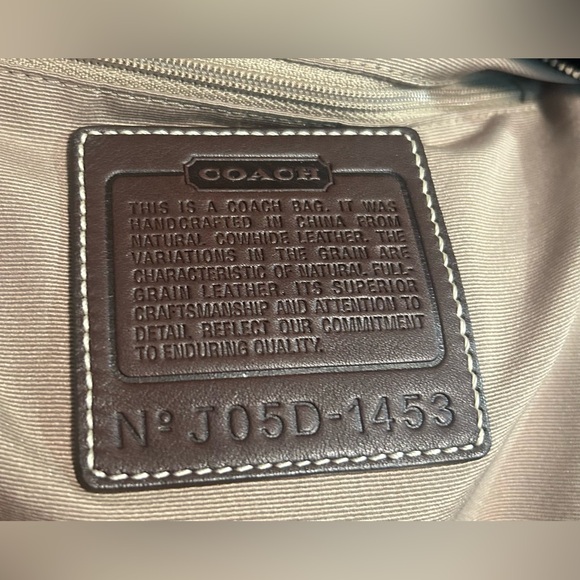 COACH
THIS IS A COACH BAG. IT WAS
HANDCRAFTED IN CHINA FROM
NATURAL COWHIDE LEATHER. THE
VARIATIONS IN THE GRAIN ARE
CHARACTERISTIC OF NATURAL FULL-
GRAIN LEATHER. ITS SUPERIOR
CRAFTSMANSHIP AND ATTENTION TO
DETAIL REFLECT OUR COMMITMENT
TO ENDURING QUALITY.
Nº J05D-1453